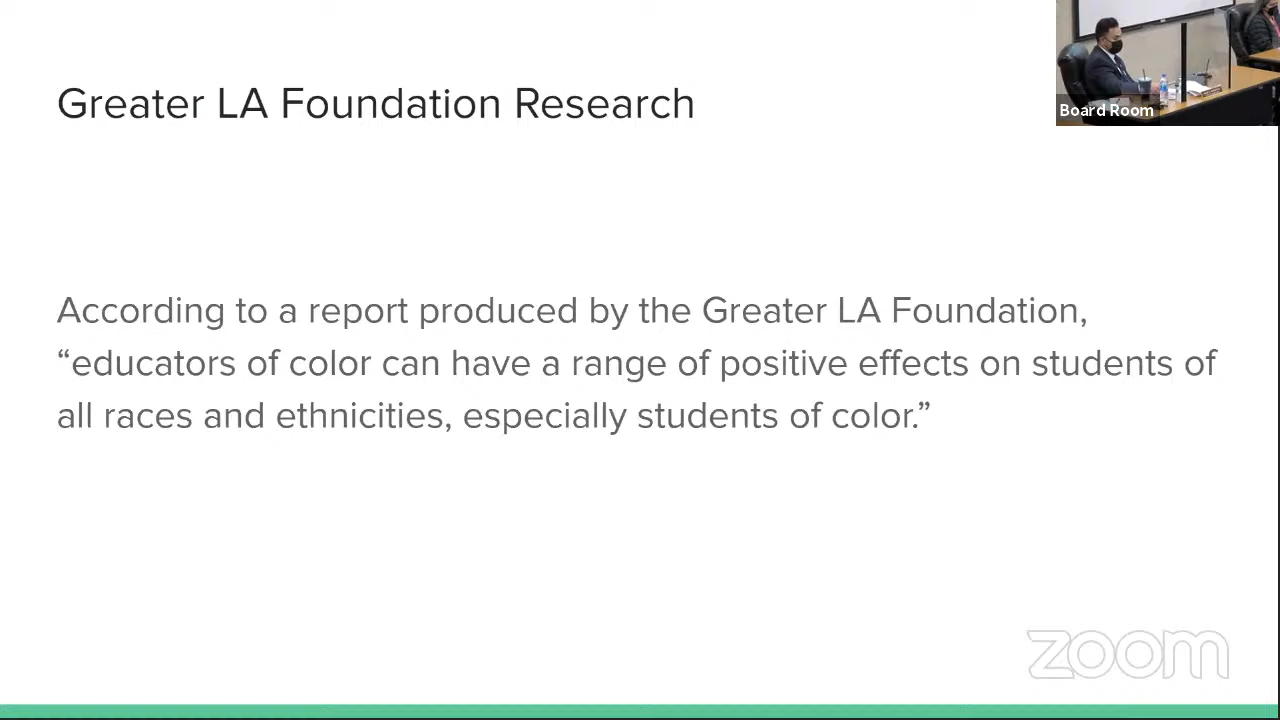 Greater LA Foundation Research
Board Room
According to a report produced by the Greater LA Foundation,
“educators of color can have a range of positive effects on students of
all races and ethnicities, especially students of color.”
zoom